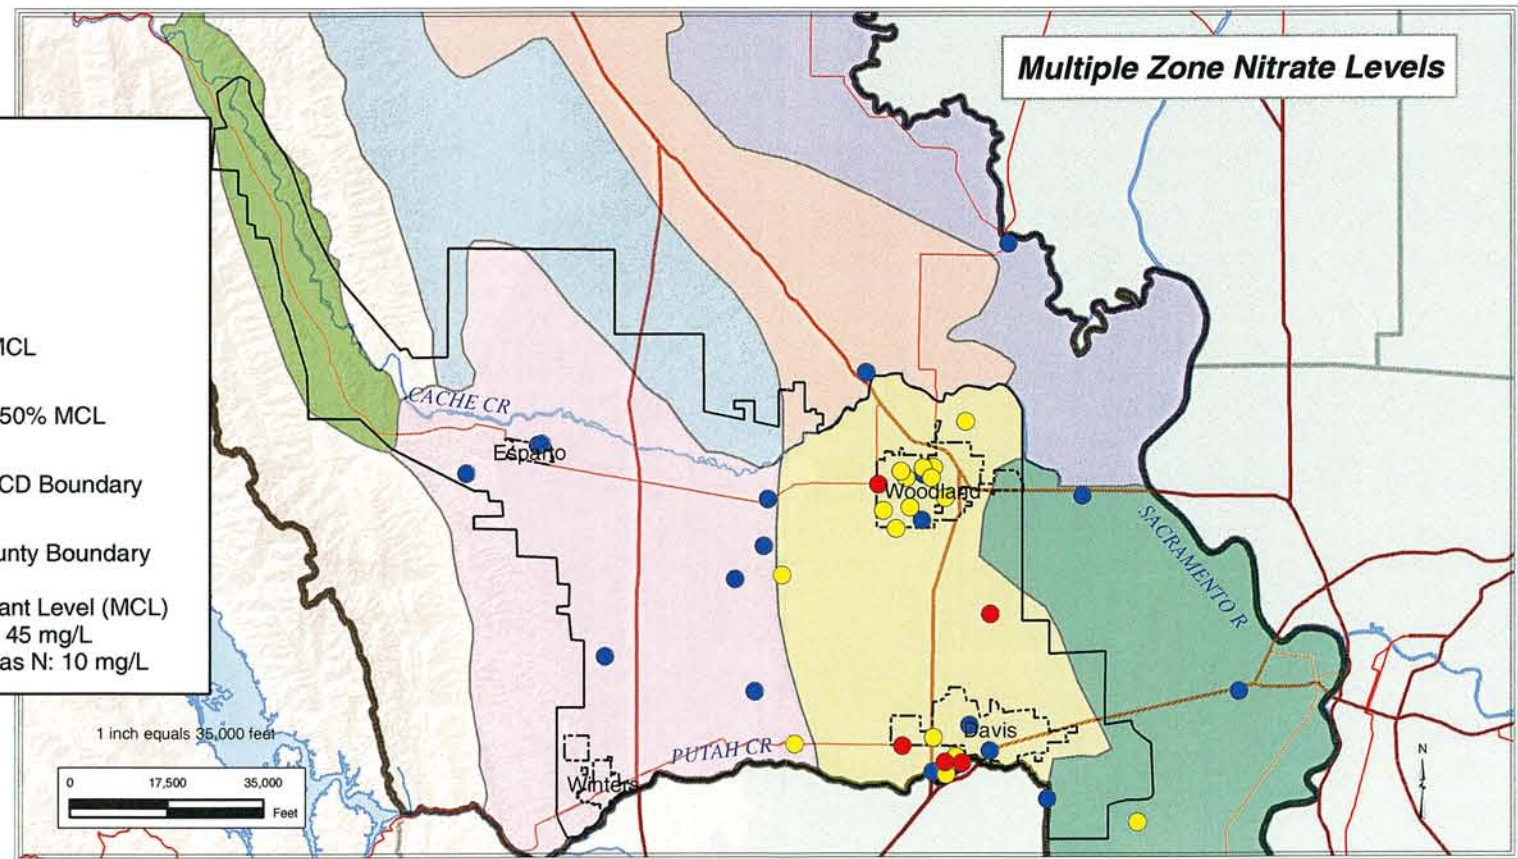 Multiple Zone Nitrate Levels
MCL
50% MCL
CD Boundary
unty Boundary
ant Level (MCL)
45 mg/L
as N: 10 mg/L
CACHE CR
Esparto
Woodland
SACRAMENTO R
Davis
PUTAH CR
Winters
1 inch equals 35,000 feet
0 17,500 35,000
Feet
N